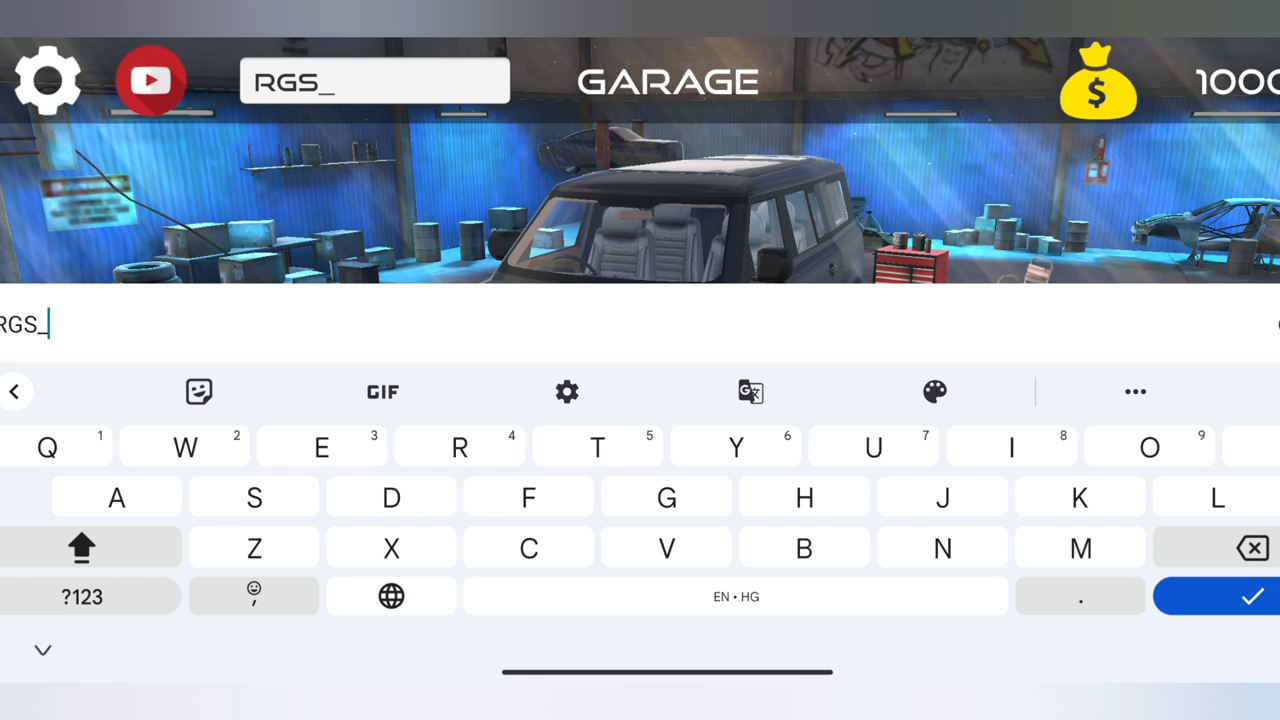 RGS_
GARAGE
$
1000
RGS_
GIF
G
Q 1 W 2 E 3 R 4 T 5 Y 6 U 7 I 8 O 9
A S D F G H J K L
Z X C V B N M
?123 , EN • HG .